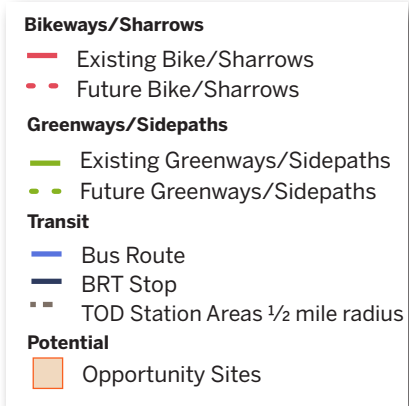 Bikeways/Sharrows
Existing Bike/Sharrows
Future Bike/Sharrows
Greenways/Sidepaths
Existing Greenways/Sidepaths
Future Greenways/Sidepaths
Transit
Bus Route
BRT Stop
TOD Station Areas ½ mile radius
Potential
Opportunity Sites